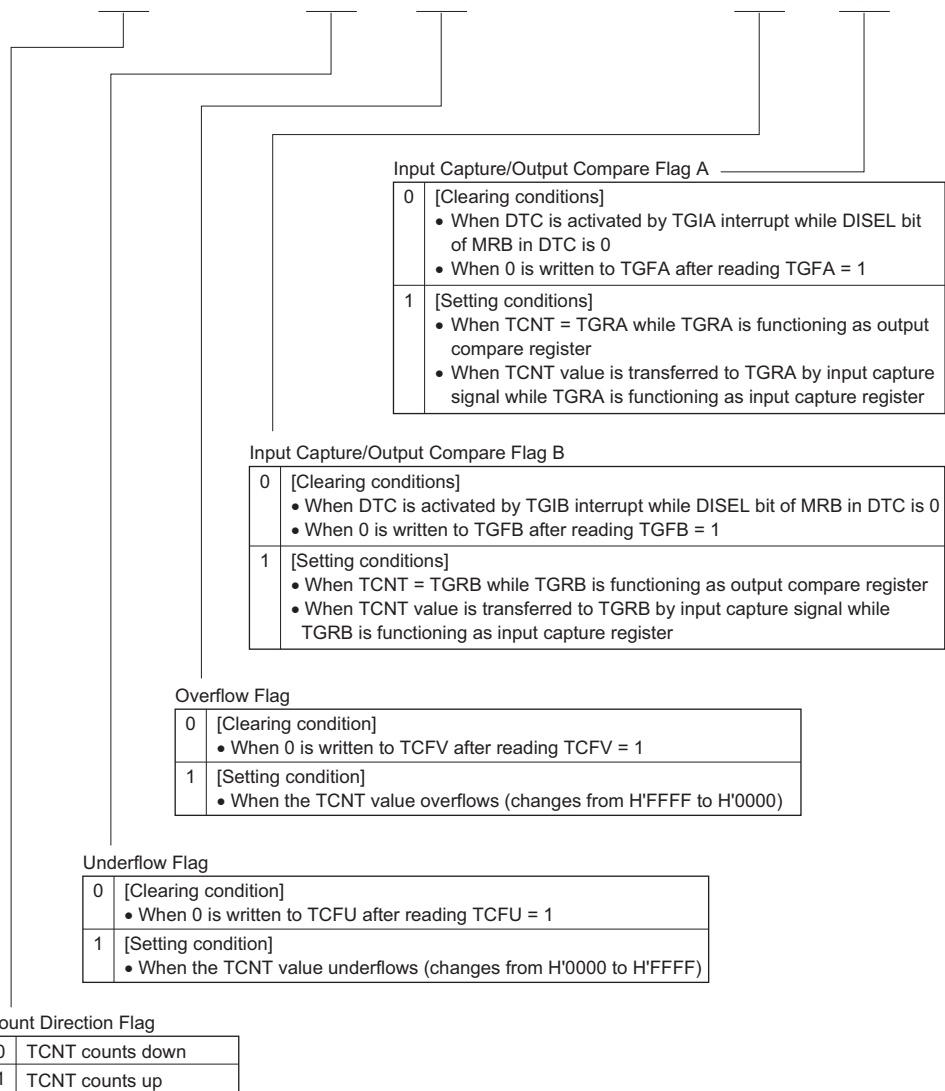 Input Capture/Output Compare Flag A
0 [Clearing conditions]
• When DTC is activated by TGIA interrupt while DISEL bit
of MRB in DTC is 0
• When 0 is written to TGFA after reading TGFA = 1
1 [Setting conditions]
• When TCNT = TGRA while TGRA is functioning as output
compare register
• When TCNT value is transferred to TGRA by input capture
signal while TGRA is functioning as input capture register
Input Capture/Output Compare Flag B
0 [Clearing conditions]
• When DTC is activated by TGIB interrupt while DISEL bit of MRB in DTC is 0
• When 0 is written to TGFB after reading TGFB = 1
1 [Setting conditions]
• When TCNT = TGRB while TGRB is functioning as output compare register
• When TCNT value is transferred to TGRB by input capture signal while
TGRB is functioning as input capture register
Overflow Flag
0 [Clearing condition]
• When 0 is written to TCFV after reading TCFV = 1
1 [Setting condition]
• When the TCNT value overflows (changes from H'FFFF to H'0000)
Underflow Flag
0 [Clearing condition]
• When 0 is written to TCFU after reading TCFU = 1
1 [Setting condition]
• When the TCNT value underflows (changes from H'0000 to H'FFFF)
ount Direction Flag
0 TCNT counts down
1 TCNT counts up